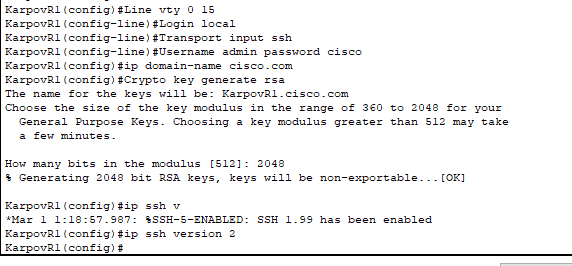 KarpovR1(config)#Line vty 0 15
KarpovR1(config-line)#Login local
KarpovR1(config-line)#Transport input ssh
KarpovR1(config-line)#Username admin password cisco
KarpovR1(config)#ip domain-name cisco.com
KarpovR1(config)#Crypto key generate rsa
The name for the keys will be: KarpovR1.cisco.com
Choose the size of the key modulus in the range of 360 to 2048 for your
  General Purpose Keys. Choosing a key modulus greater than 512 may take
  a few minutes.

How many bits in the modulus [512]: 2048
% Generating 2048 bit RSA keys, keys will be non-exportable...[OK]

KarpovR1(config)#ip ssh v
*Mar 1 1:18:57.987: %SSH-5-ENABLED: SSH 1.99 has been enabled
KarpovR1(config)#ip ssh version 2
KarpovR1(config)#